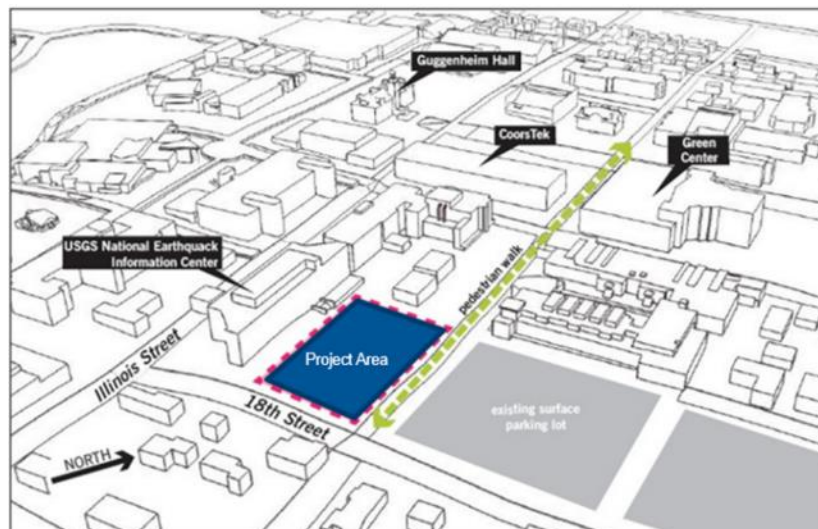 Guggenheim Hall
CoorsTek
Green
Center
USGS National Earthquack
Information Center
pedestrian walk
Project Area
Illinois Street
18th Street
existing surface
parking lot
NORTH